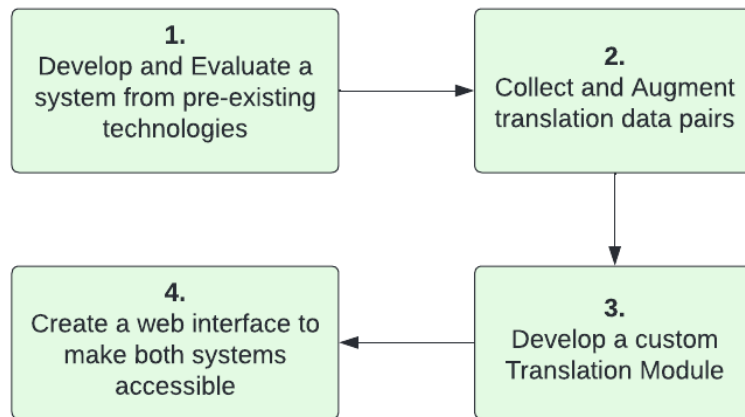 1.
Develop and Evaluate a
system from pre-existing
technologies
2.
Collect and Augment
translation data pairs
3.
Develop a custom
Translation Module
4.
Create a web interface to
make both systems
accessible